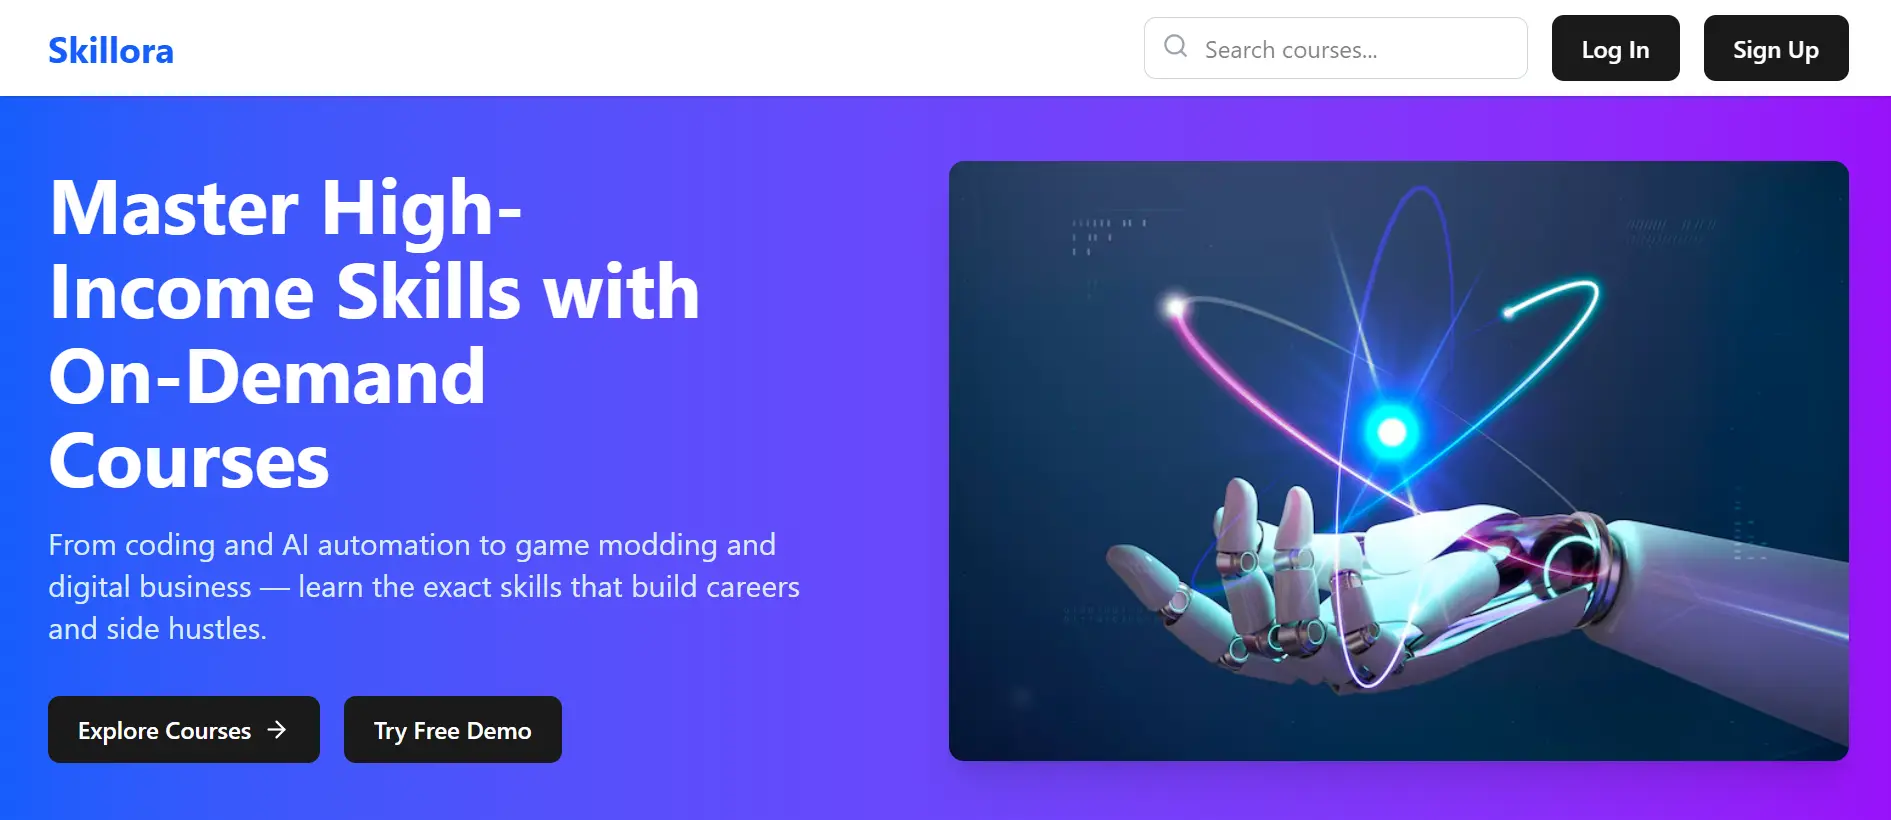 Skillora
Search courses...
Log In
Sign Up
Master High-
Income Skills with
On-Demand
Courses
From coding and AI automation to game modding and
digital business — learn the exact skills that build careers
and side hustles.
Explore Courses →
Try Free Demo